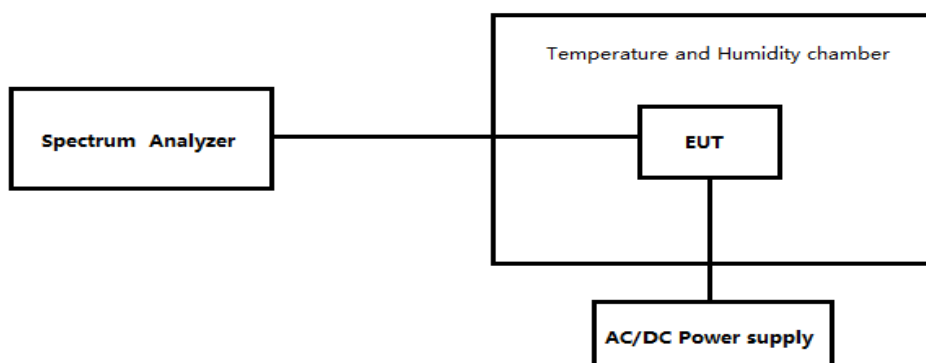 Temperature and Humidity chamber
Spectrum Analyzer
EUT
AC/DC Power supply